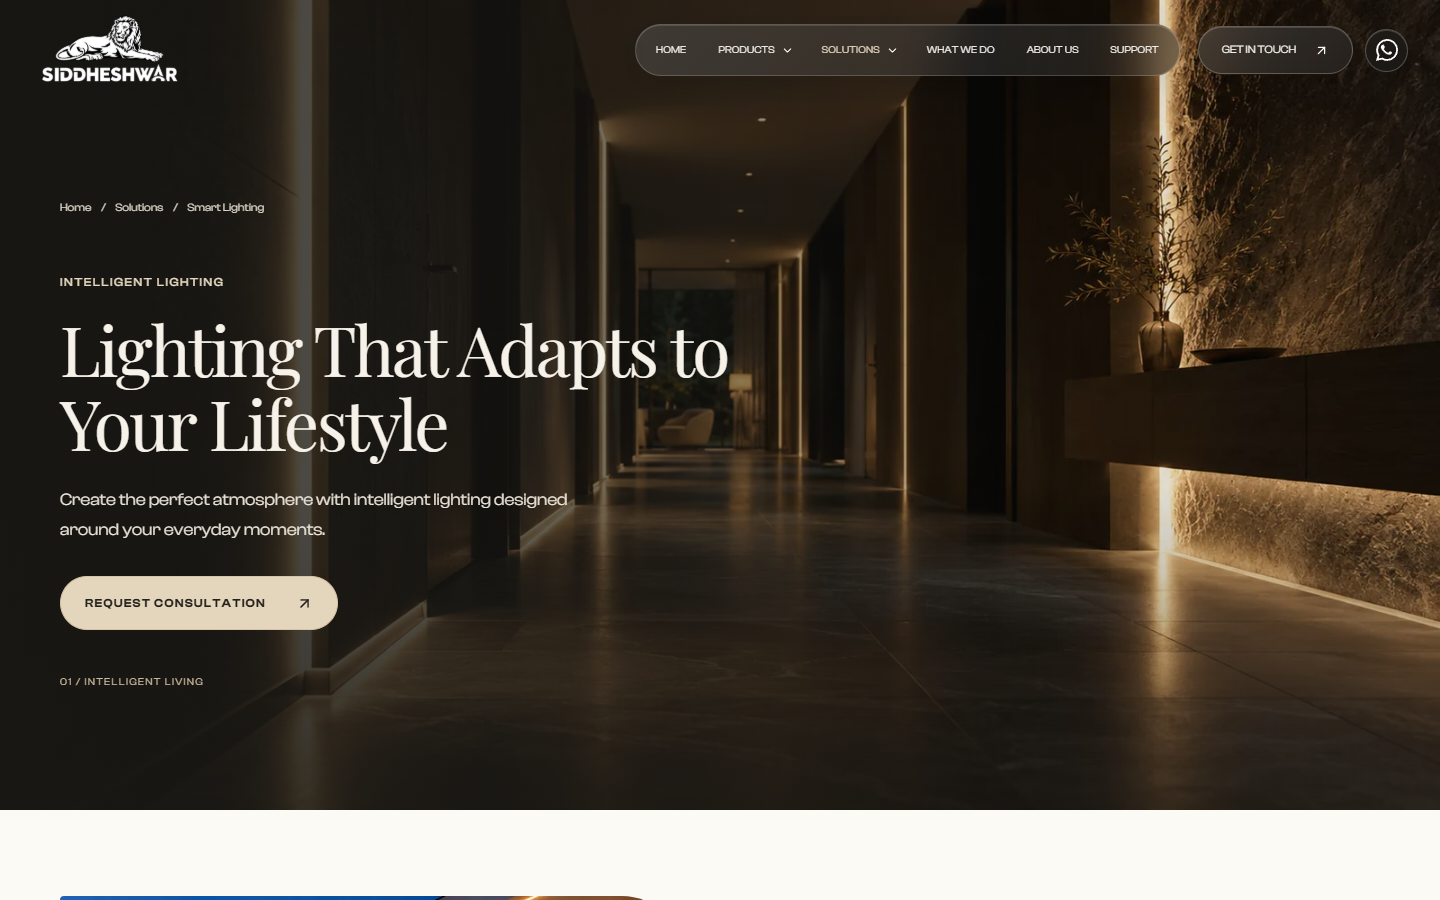 SIDDHESHWAR
HOME PRODUCTS SOLUTIONS WHAT WE DO ABOUT US SUPPORT GET IN TOUCH
Home / Solutions / Smart Lighting
INTELLIGENT LIGHTING
Lighting That Adapts to
Your Lifestyle
Create the perfect atmosphere with intelligent lighting designed
around your everyday moments.
REQUEST CONSULTATION
01 / INTELLIGENT LIVING